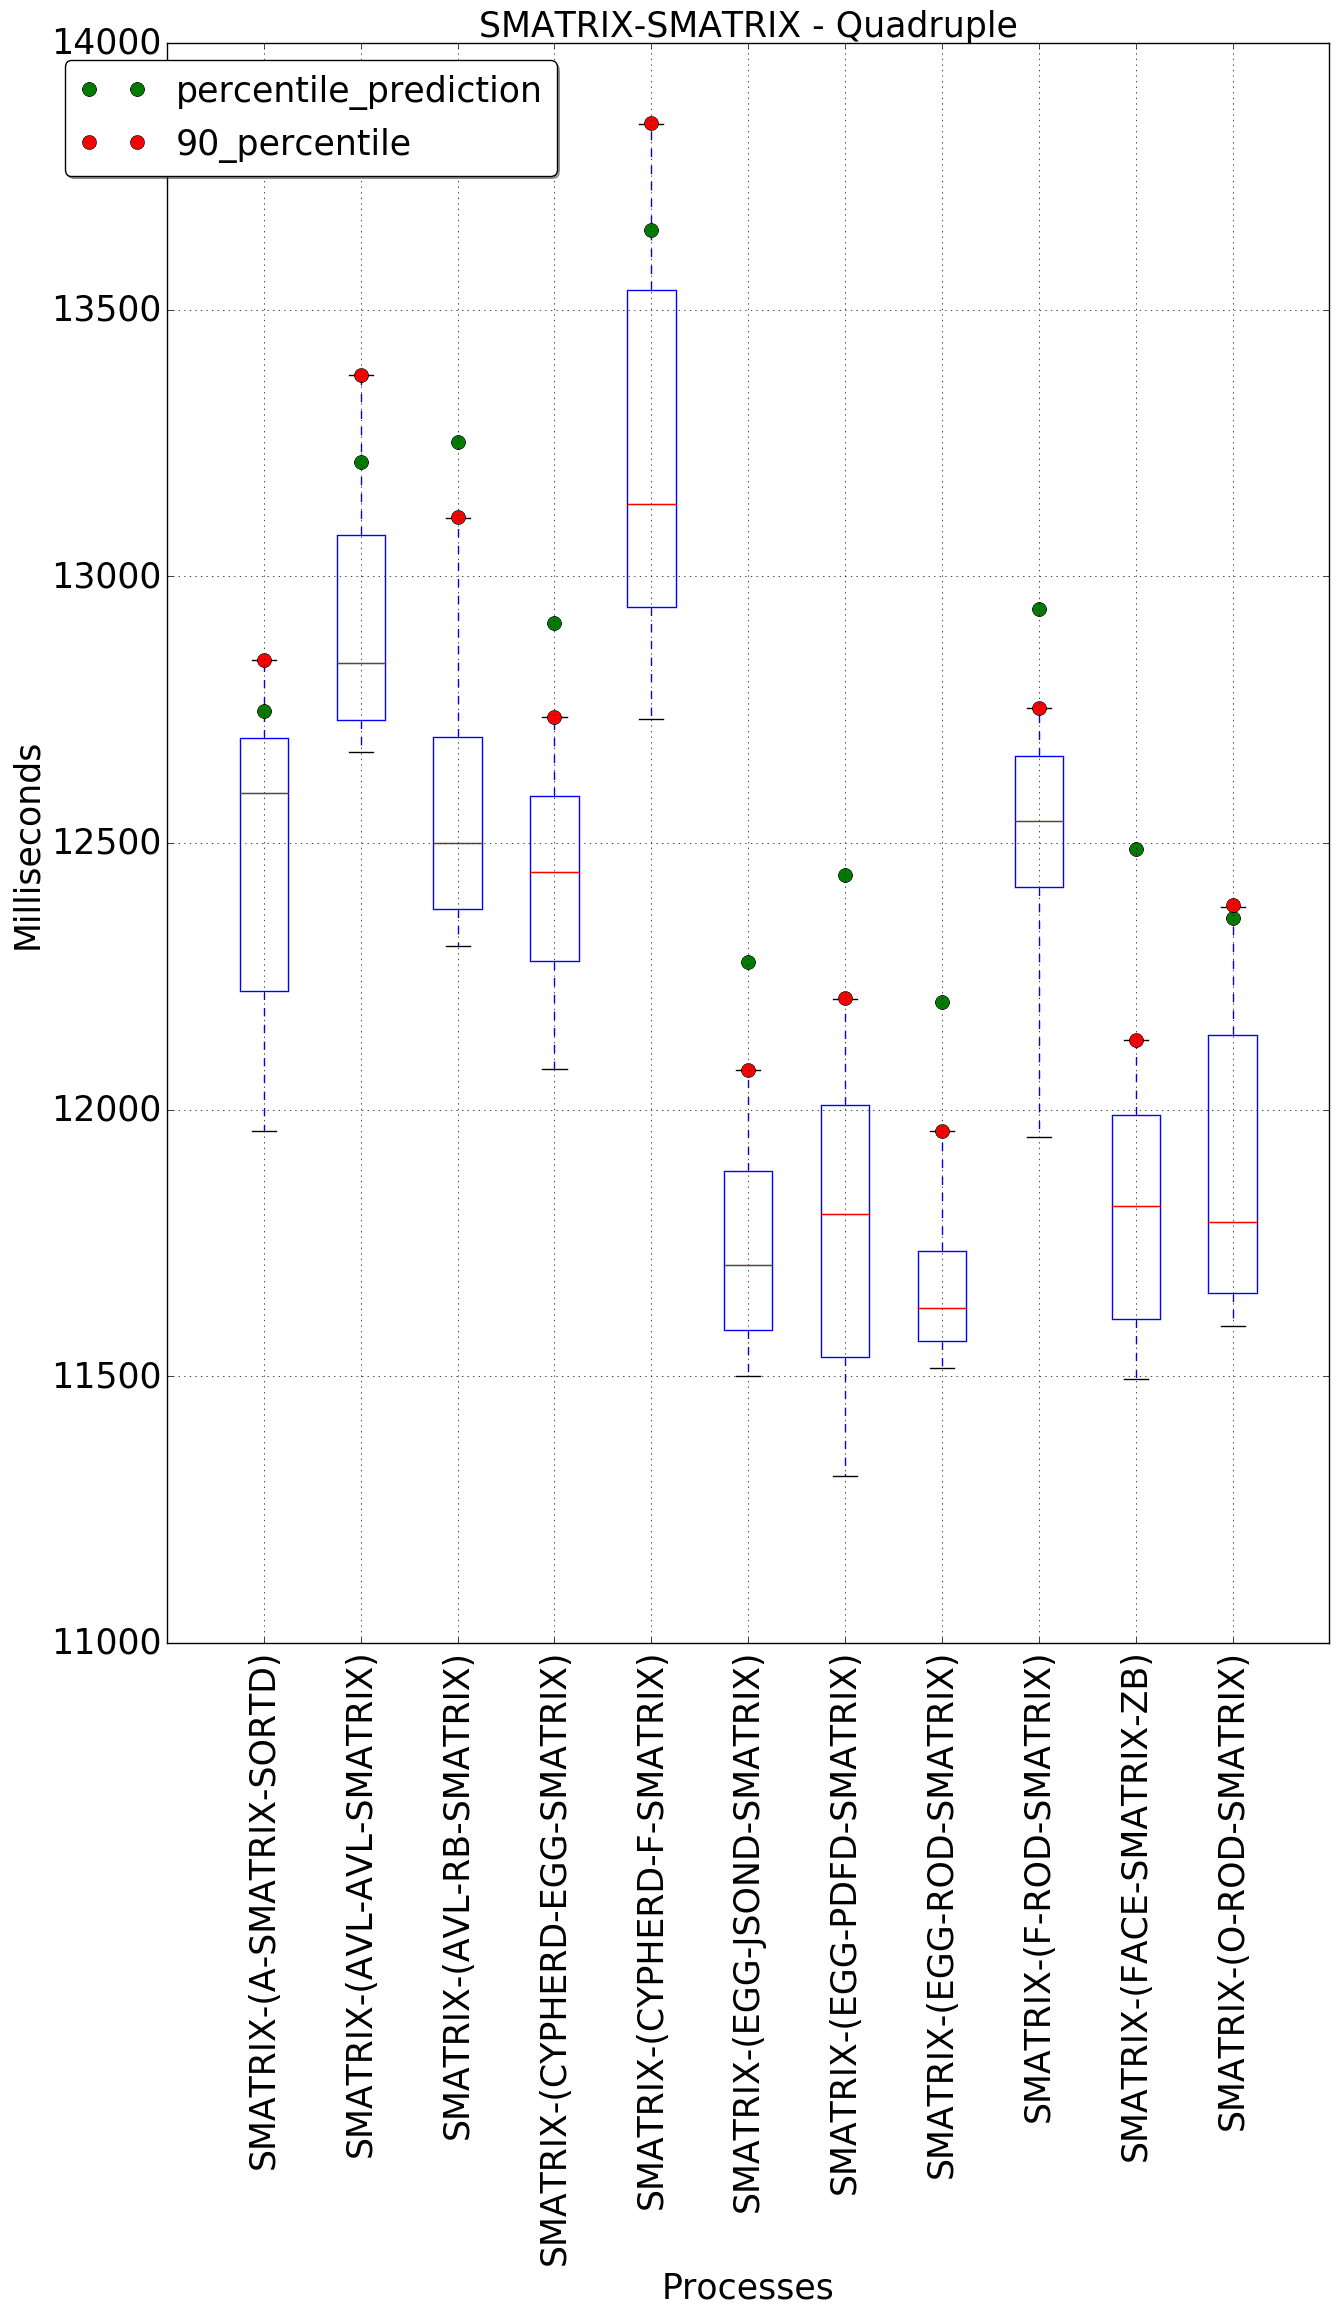 SMATRIX-SMATRIX - Quadruple
percentile_prediction
90_percentile
14000
13500
13000
12500
12000
11500
11000
Milliseconds
SMATRIX-(A-SMATRIX-SORTD)
SMATRIX-(AVL-AVL-SMATRIX)
SMATRIX-(AVL-RB-SMATRIX)
SMATRIX-(CYPHERD-EGG-SMATRIX)
SMATRIX-(CYPHERD-F-SMATRIX)
SMATRIX-(EGG-JSOND-SMATRIX)
SMATRIX-(EGG-PDFD-SMATRIX)
SMATRIX-(EGG-ROD-SMATRIX)
SMATRIX-(F-ROD-SMATRIX)
SMATRIX-(FACE-SMATRIX-ZB)
SMATRIX-(O-ROD-SMATRIX)
Processes